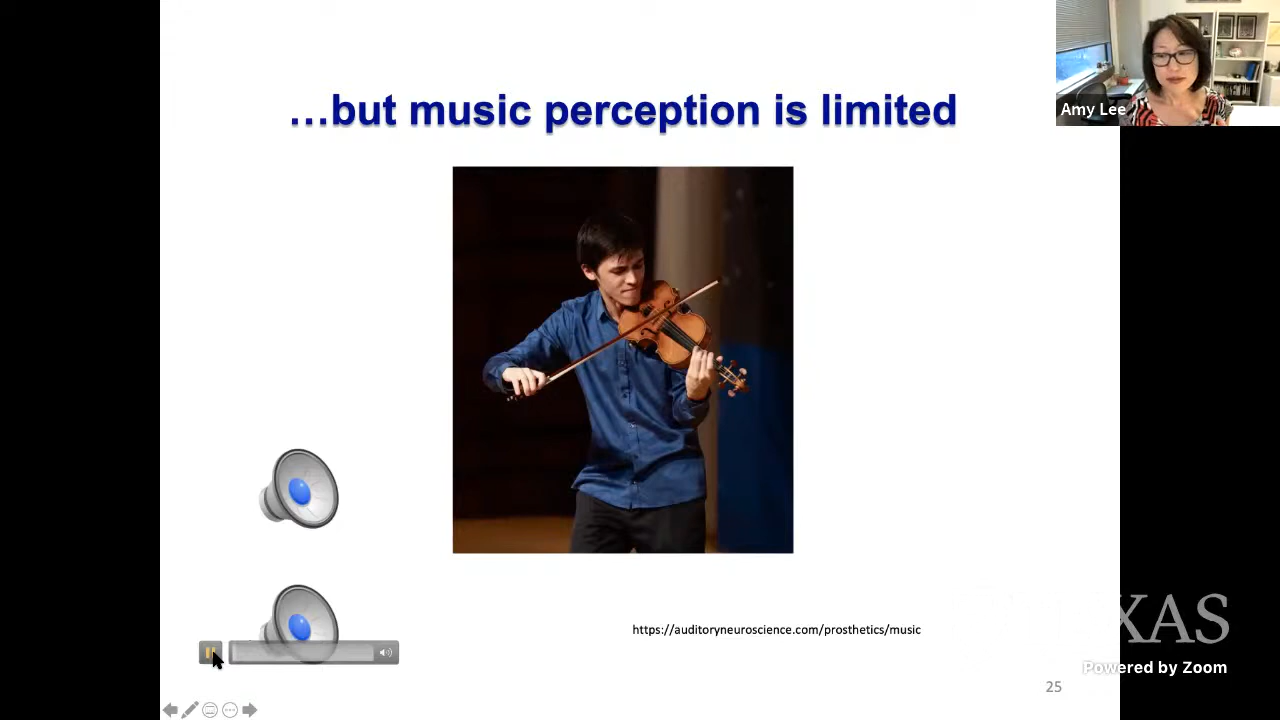 …but music perception is limited
Amy Lee
https://auditoryneuroscience.com/prosthetics/music
XAS
Powered by Zoom
25